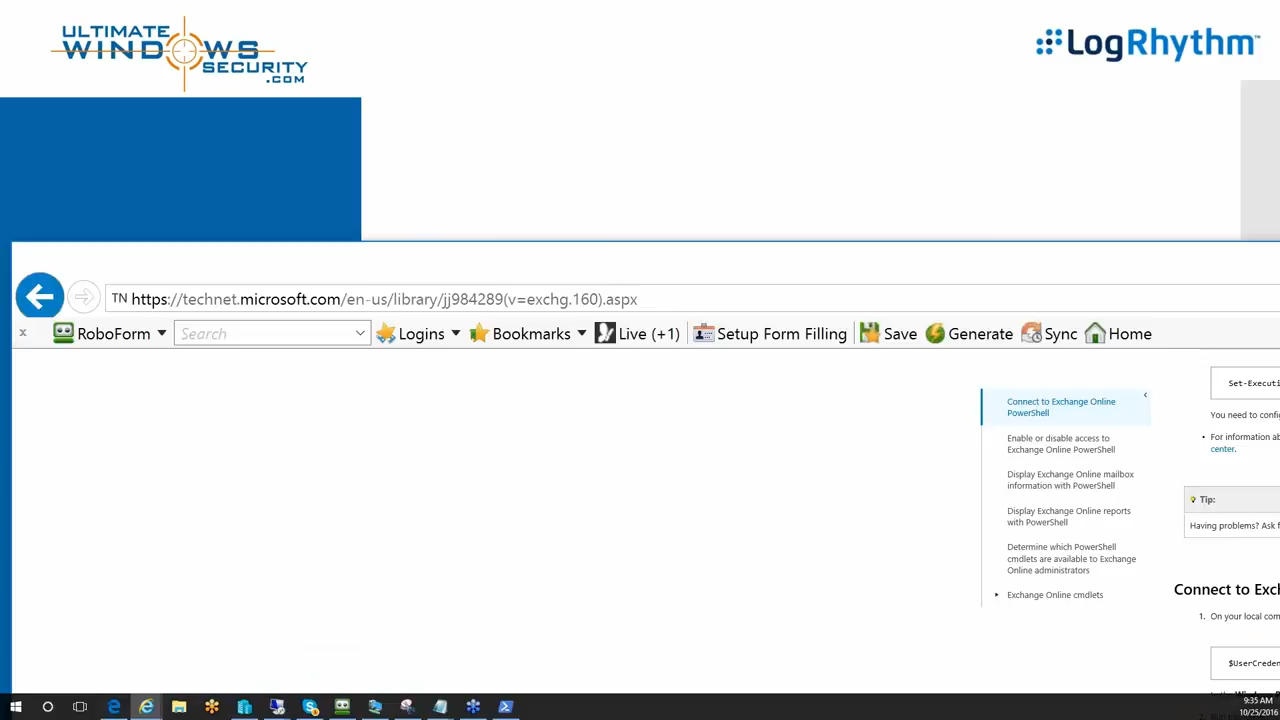 ULTIMATE
WINDOWS
SECURITY
.COM
LogRhythm
TN https://technet.microsoft.com/en-us/library/jj984289(v=exchg.160).aspx
x RoboForm Search Logins Bookmarks Live (+1) Setup Form Filling Save Generate Sync Home
Connect to Exchange Online
PowerShell
Enable or disable access to
Exchange Online PowerShell
Display Exchange Online mailbox
information with PowerShell
Display Exchange Online reports
with PowerShell
Determine which PowerShell
cmdlets are available to Exchange
Online administrators
Exchange Online cmdlets
Set-Executi
You need to confi
• For information ab
center.
Tip:
Having problems? Ask f
Connect to Exc
1. On your local com
$UserCreden
9:35 AM
10/25/2016